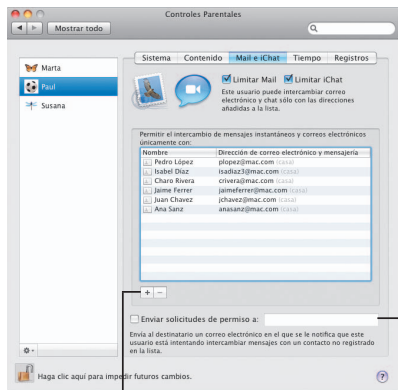 Controles Parentales
Mostrar todo
Sistema Contenido Mail e iChat Tiempo Registros
Marta
Paul
Susana
Limitar Mail Limitar iChat
Este usuario puede intercambiar correo
electrónico y chat sólo con las direcciones
añadidas a la lista.
Permitir el intercambio de mensajes instantáneos y correos electrónicos
únicamente con:
Nombre Dirección de correo electrónico y mensajería
Pedro López plopez@mac.com (casa)
Isabel Díaz isadiaz3@mac.com (casa)
Charo Rivera crivera@mac.com (casa)
Jaime Ferrer jaimeferrer@mac.com (casa)
Juan Chavez jchavez@mac.com (casa)
Ana Sanz anasanz@mac.com (casa)
+ −
Enviar solicitudes de permiso a:
Envía al destinatario un correo electrónico en el que se le notifica que este
usuario está intentando intercambiar mensajes con un contacto no registrado
en la lista.
Haga clic aquí para impedir futuros cambios.
?